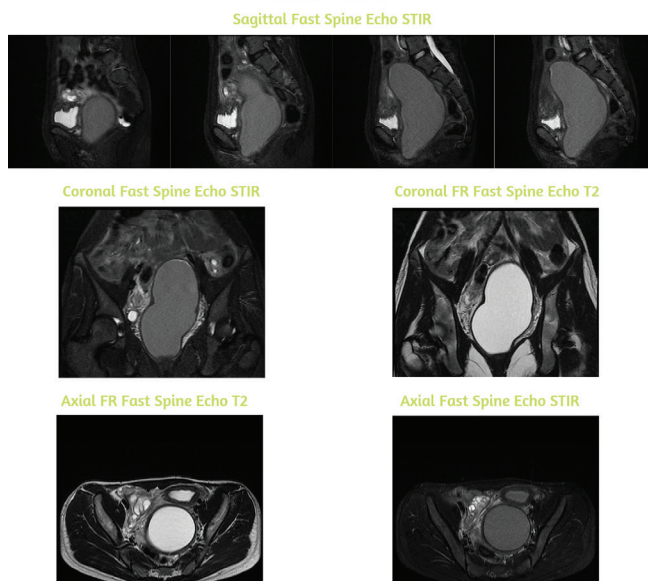 Sagittal Fast Spine Echo STIR
Coronal Fast Spine Echo STIR
Coronal FR Fast Spine Echo T2
Axial FR Fast Spine Echo T2
Axial Fast Spine Echo STIR